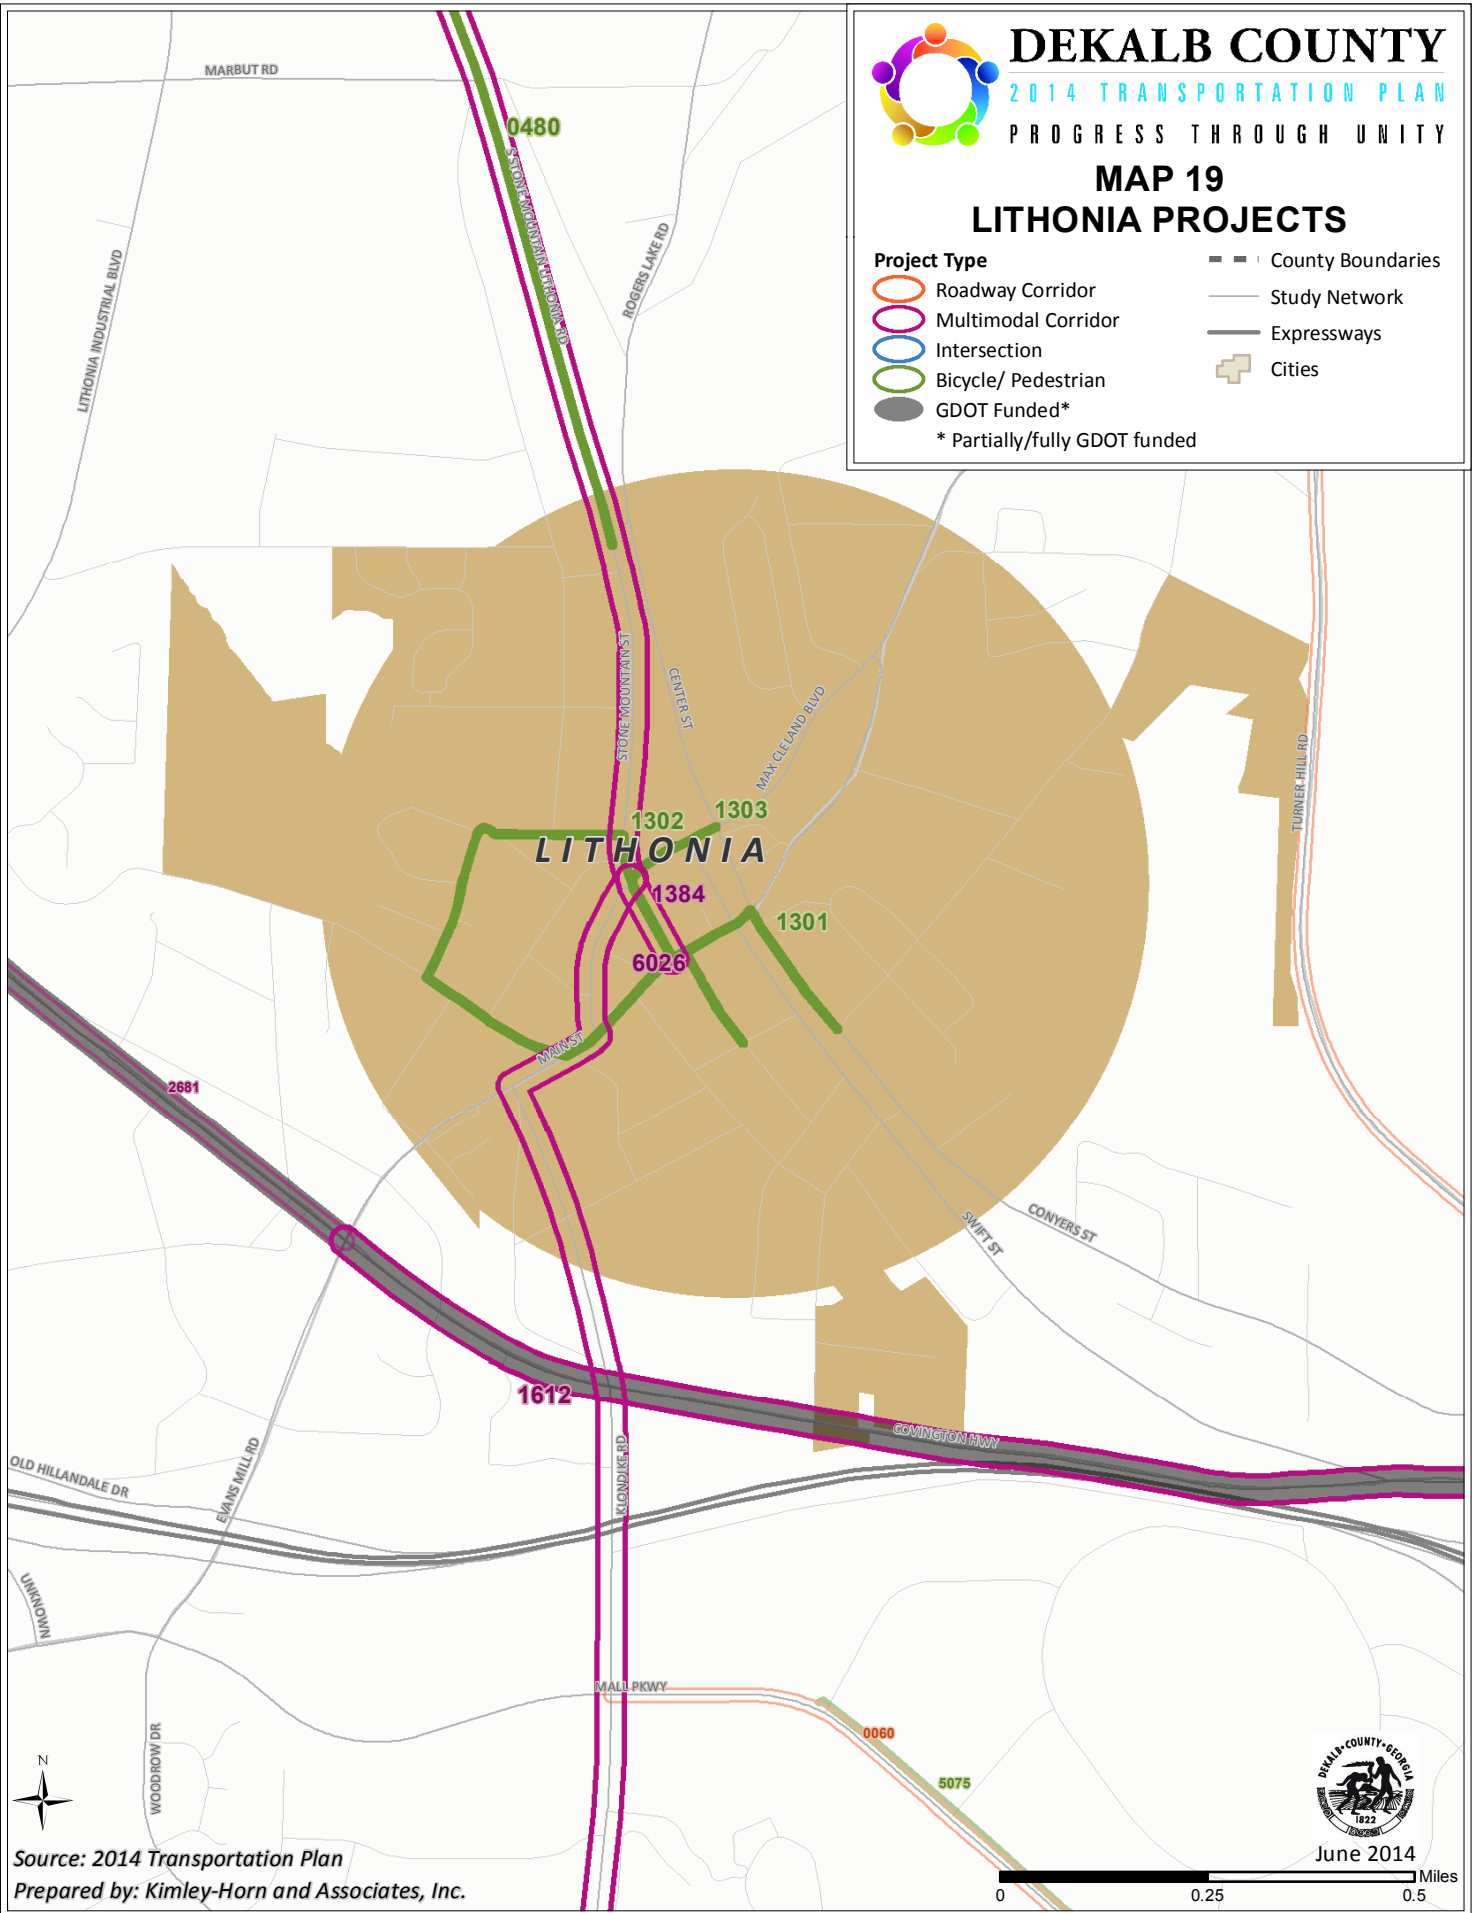 DEKALB COUNTY
2014 TRANSPORTATION PLAN
PROGRESS THROUGH UNITY
MAP 19
LITHONIA PROJECTS
Project Type
Roadway Corridor
Multimodal Corridor
Intersection
Bicycle/ Pedestrian
GDOT Funded*
* Partially/fully GDOT funded
County Boundaries
Study Network
Expressways
Cities
MARBUT RD
0480
S STONE MOUNTAIN LITHONIA RD
ROGERS LAKE RD
LITHONIA INDUSTRIAL BLVD
STONE MOUNTAIN ST
CENTER ST
MAX CLELAND BLVD
TURNER HILL RD
1303
1302
LITHONIA
1384
1301
6026
MAIN ST
2681
CONYERS ST
SWIFT ST
1612
COVINGTON HWY
KLONDIKE RD
OLD HILLANDALE DR
EVANS MILL RD
UNKNOWN
MALL PKWY
0060
5075
WOODROW DR
N
DEKALB COUNTY GEORGIA
1822
June 2014
Source: 2014 Transportation Plan
Prepared by: Kimley-Horn and Associates, Inc.
Miles
0 0.25 0.5